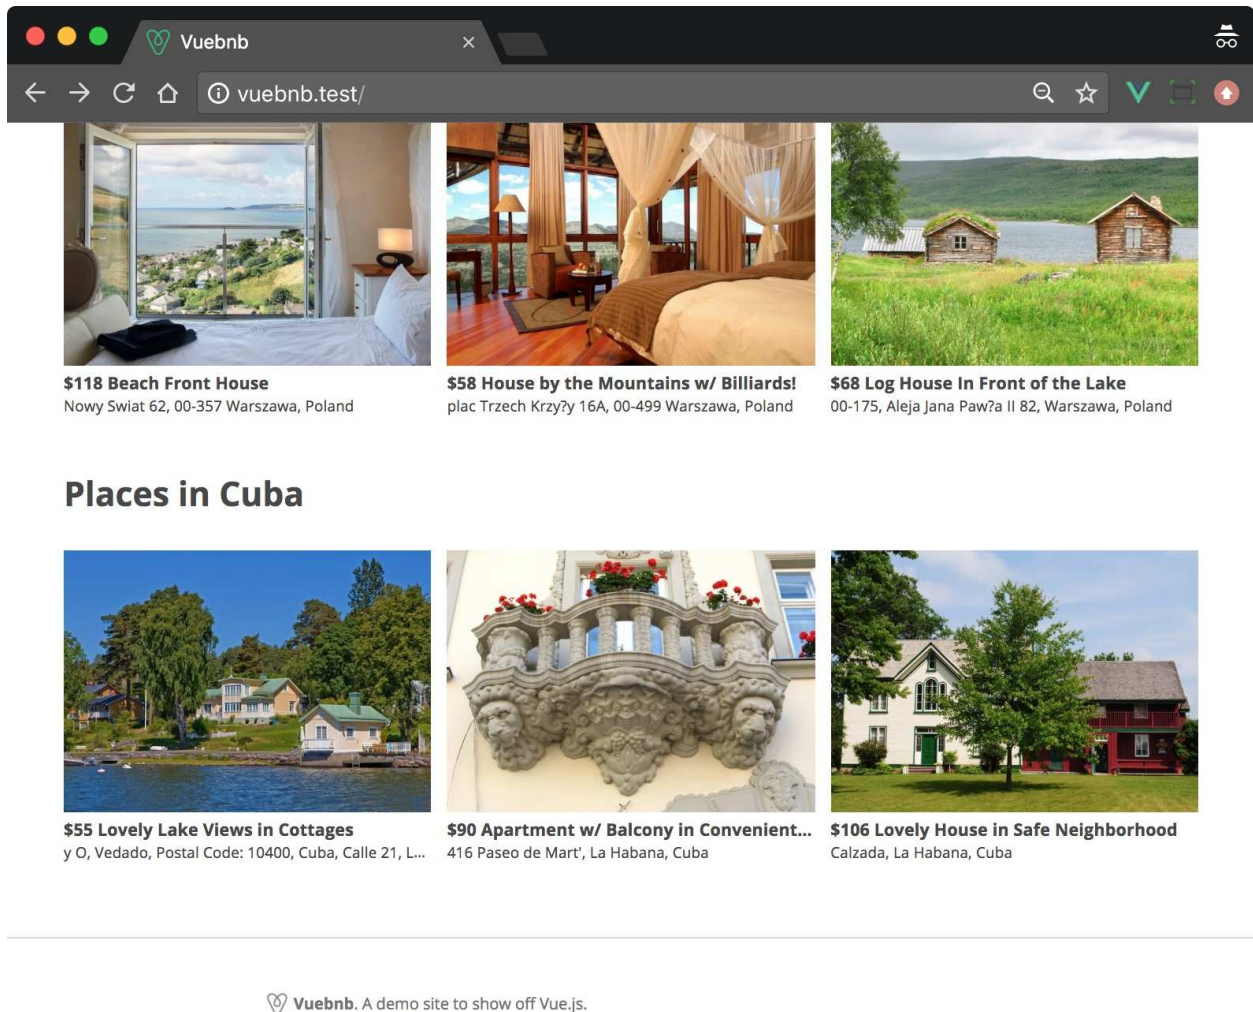 Vuebnb
vuebnb.test/
$118 Beach Front House
Nowy Swiat 62, 00-357 Warszawa, Poland
$58 House by the Mountains w/ Billiards!
plac Trzech Krzy?y 16A, 00-499 Warszawa, Poland
$68 Log House In Front of the Lake
00-175, Aleja Jana Paw?a II 82, Warszawa, Poland
Places in Cuba
$55 Lovely Lake Views in Cottages
y O, Vedado, Postal Code: 10400, Cuba, Calle 21, L...
$90 Apartment w/ Balcony in Convenient...
416 Paseo de Mart', La Habana, Cuba
$106 Lovely House in Safe Neighborhood
Calzada, La Habana, Cuba
Vuebnb. A demo site to show off Vue.js.